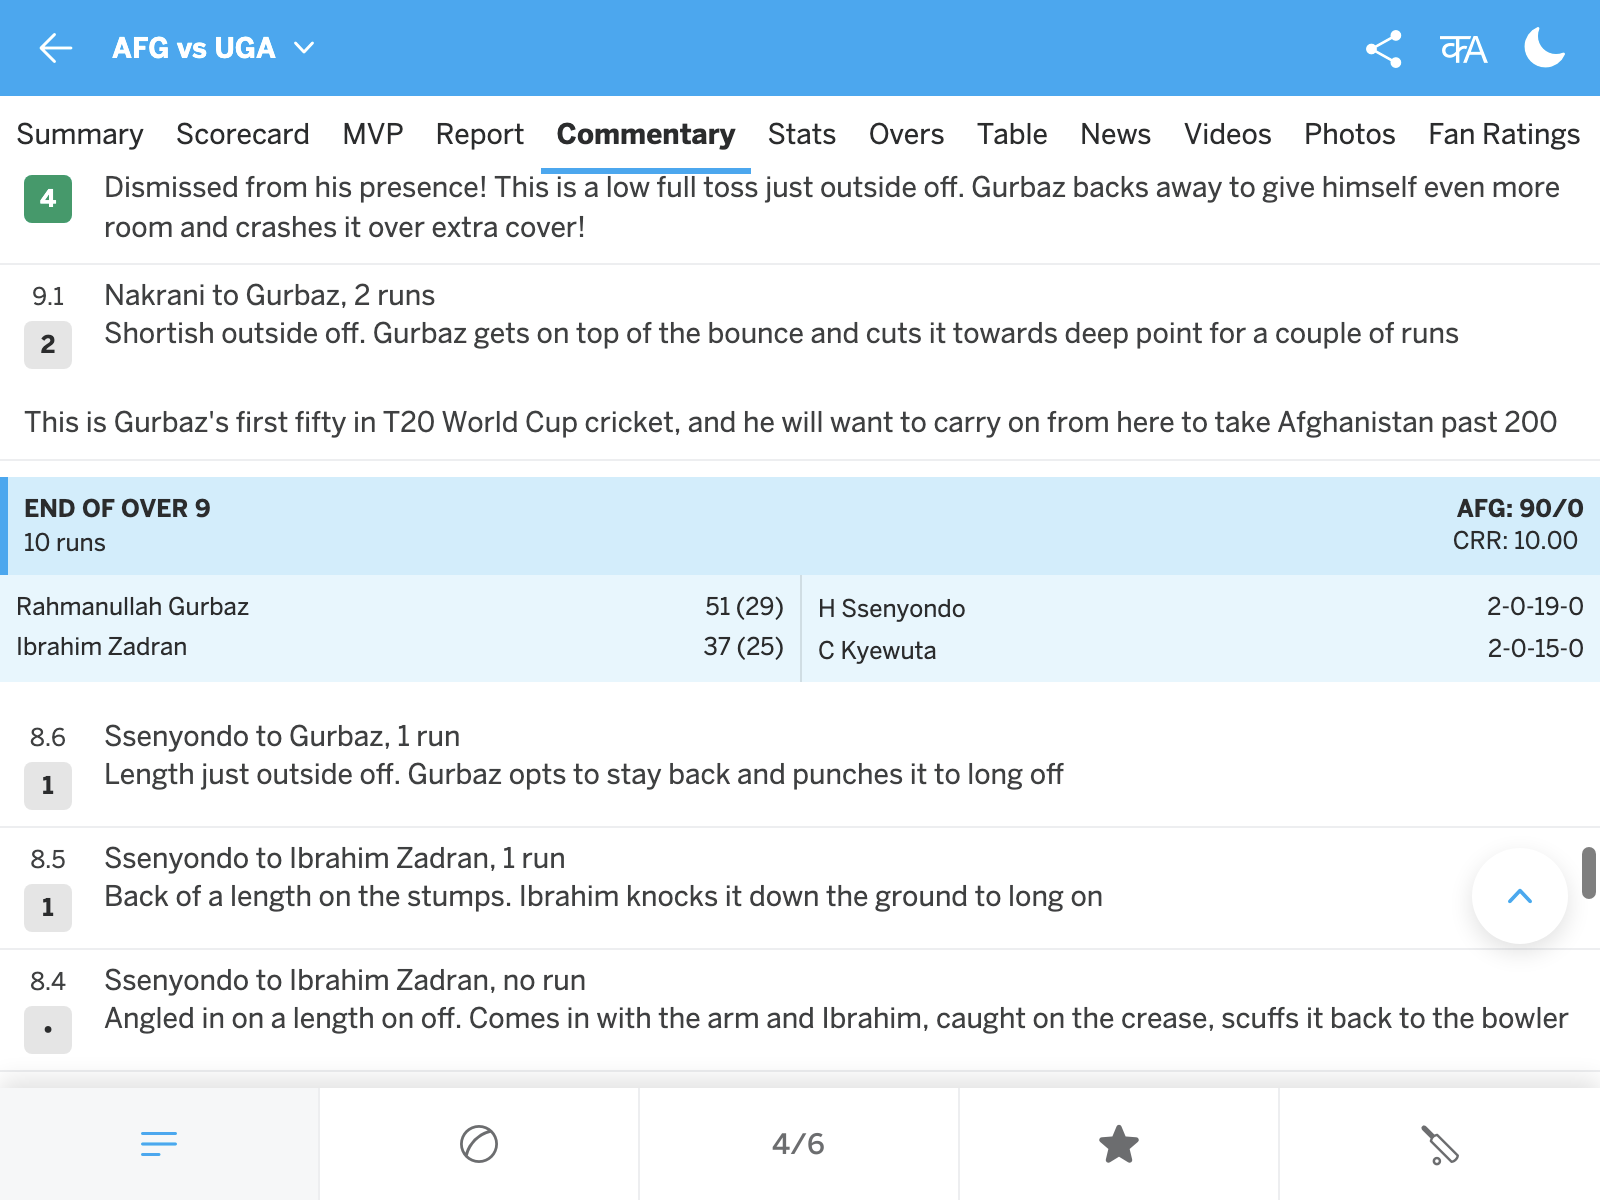 AFG vs UGA
कA
Summary Scorecard MVP Report Commentary Stats Overs Table News Videos Photos Fan Ratings
4
Dismissed from his presence! This is a low full toss just outside off. Gurbaz backs away to give himself even more
room and crashes it over extra cover!
9.1 Nakrani to Gurbaz, 2 runs
2 Shortish outside off. Gurbaz gets on top of the bounce and cuts it towards deep point for a couple of runs
This is Gurbaz's first fifty in T20 World Cup cricket, and he will want to carry on from here to take Afghanistan past 200
END OF OVER 9 AFG: 90/0
10 runs CRR: 10.00
Rahmanullah Gurbaz 51 (29) H Ssenyondo 2-0-19-0
Ibrahim Zadran 37 (25) C Kyewuta 2-0-15-0
8.6 Ssenyondo to Gurbaz, 1 run
1 Length just outside off. Gurbaz opts to stay back and punches it to long off
8.5 Ssenyondo to Ibrahim Zadran, 1 run
1 Back of a length on the stumps. Ibrahim knocks it down the ground to long on
8.4 Ssenyondo to Ibrahim Zadran, no run
• Angled in on a length on off. Comes in with the arm and Ibrahim, caught on the crease, scuffs it back to the bowler
4/6